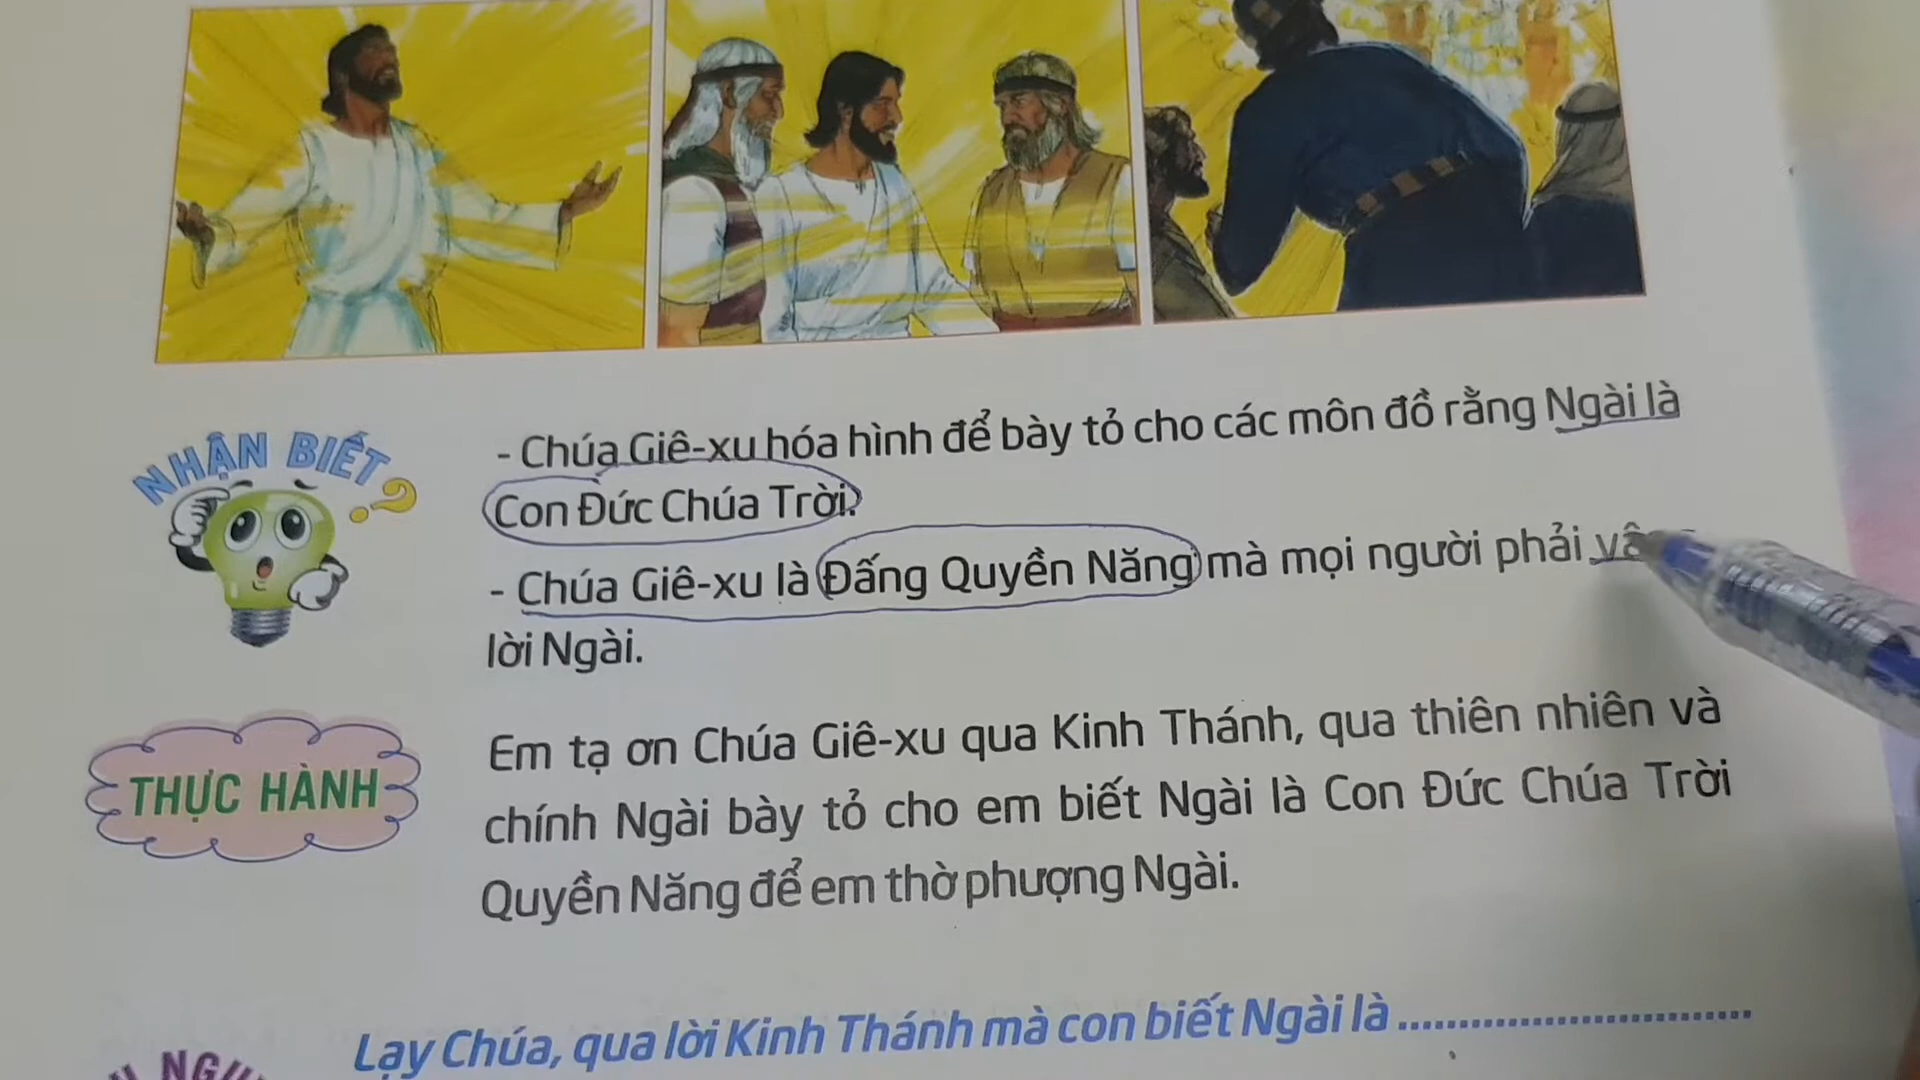 NHẬN BIẾT?
- Chúa Giê-xu hóa hình để bày tỏ cho các môn đồ rằng Ngài là
Con Đức Chúa Trời.
- Chúa Giê-xu là Đấng Quyền Năng mà mọi người phải
lời Ngài.
THỰC HÀNH
Em tạ ơn Chúa Giê-xu qua Kinh Thánh, qua thiên nhiên và
chính Ngài bày tỏ cho em biết Ngài là Con Đức Chúa Trời
Quyền Năng để em thờ phượng Ngài.
Lạy Chúa, qua lời Kinh Thánh mà con biết Ngài là ..............................